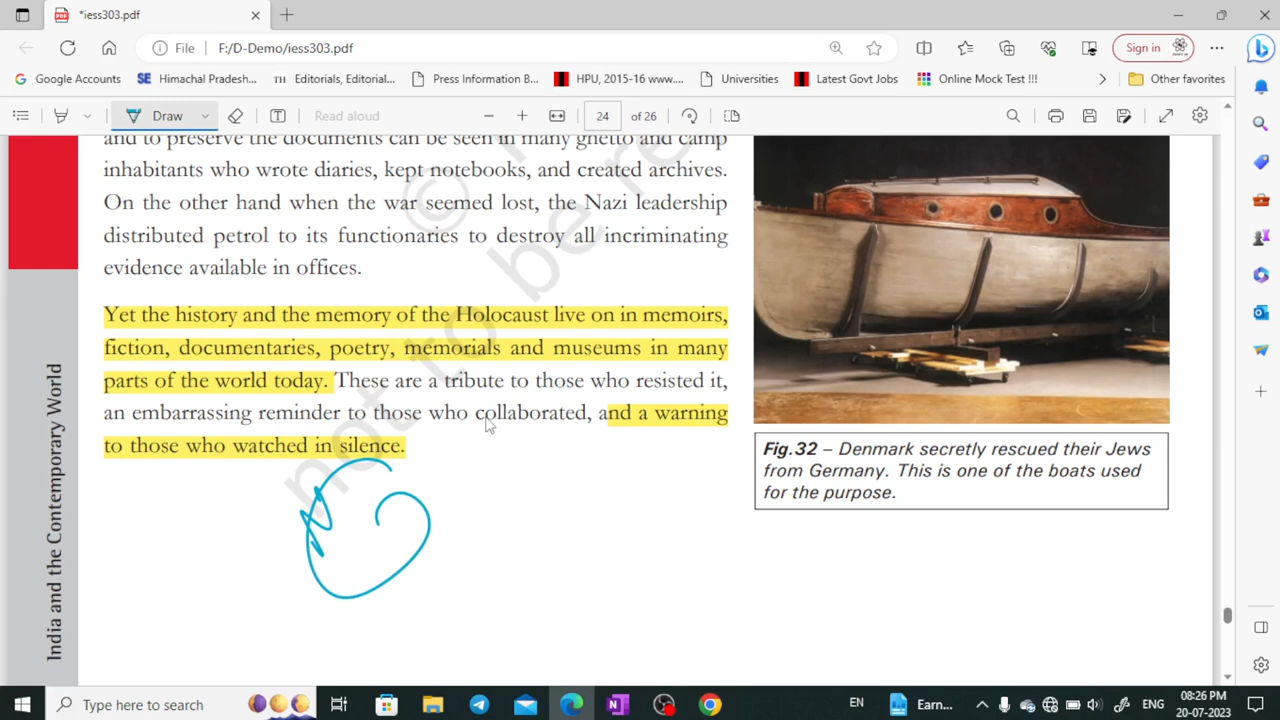 *iess303.pdf
File
F:/D-Demo/iess303.pdf
Sign in
Google Accounts
SE Himachal Pradesh...
TH Editorials, Editorial...
Press Information B...
HPU, 2015-16 www....
Universities
Latest Govt Jobs
Online Mock Test !!!
Other favorites
Draw
Read aloud
24 of 26
and to preserve the documents can be seen in many ghetto and camp
inhabitants who wrote diaries, kept notebooks, and created archives.
On the other hand when the war seemed lost, the Nazi leadership
distributed petrol to its functionaries to destroy all incriminating
evidence available in offices.
Yet the history and the memory of the Holocaust live on in memoirs,
fiction, documentaries, poetry, memorials and museums in many
parts of the world today. These are a tribute to those who resisted it,
an embarrassing reminder to those who collaborated, and a warning
to those who watched in silence.
Fig.32 – Denmark secretly rescued their Jews
from Germany. This is one of the boats used
for the purpose.
India and the Contemporary World
not to be re
©
Type here to search
EN
Earn...
ENG
08:26 PM
20-07-2023